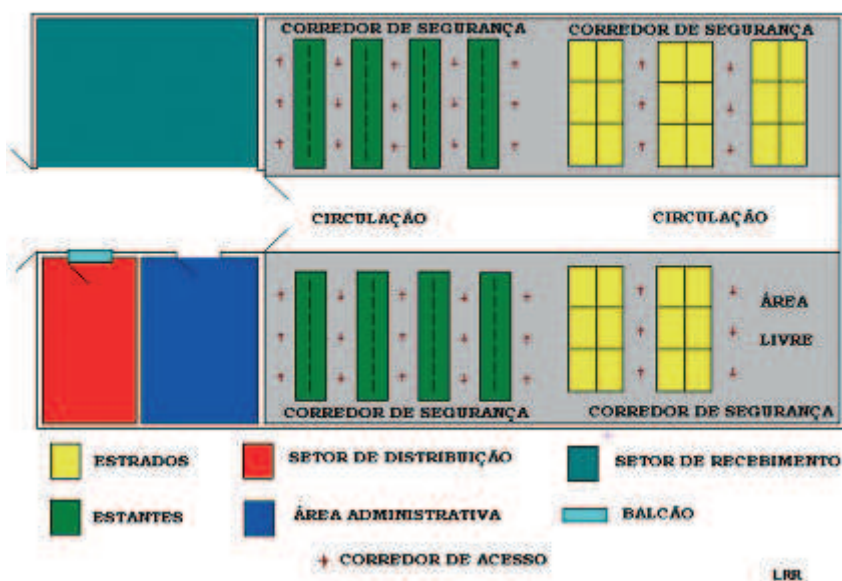 CORREDOR DE SEGURANÇA
CORREDOR DE SEGURANÇA
CIRCULAÇÃO
CIRCULAÇÃO
ÁREA
LIVRE
CORREDOR DE SEGURANÇA
CORREDOR DE SEGURANÇA
ESTRADOS
SETOR DE DISTRIBUIÇÃO
SETOR DE RECEBIMENTO
ESTANTES
ÁREA ADMINISTRATIVA
BALCÃO
CORREDOR DE ACESSO
LRR